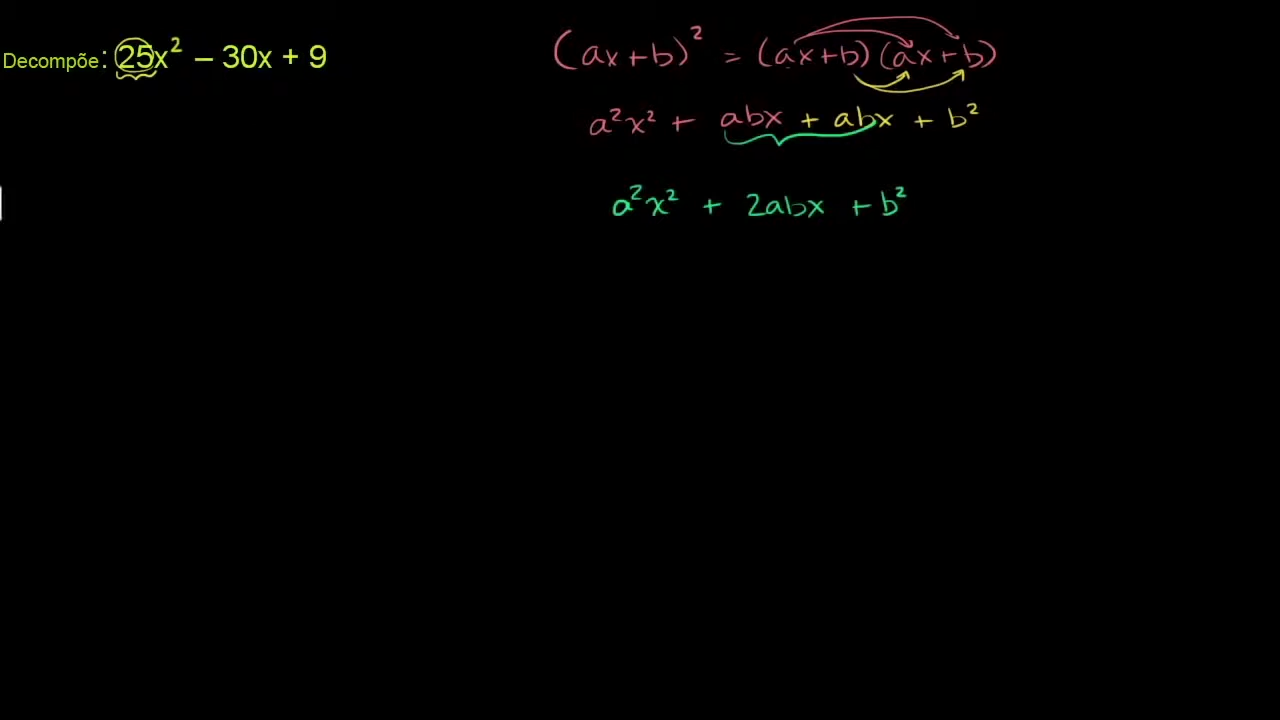 Decompõe: 25x² – 30x + 9
(ax+b)² = (ax+b)(ax+b)
a²x² + abx + abx + b²
a²x² + 2abx + b²